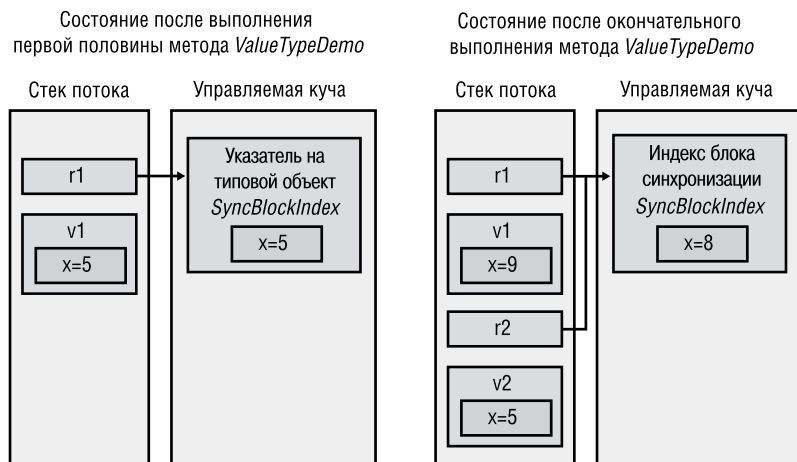 Состояние после выполнения
первой половины метода ValueTypeDemo
Стек потока
Управляемая куча
r1
Указатель на
типовой объект
SyncBlockIndex
x=5
v1
x=5
Состояние после окончательного
выполнения метода ValueTypeDemo
Стек потока
Управляемая куча
r1
Индекс блока
синхронизации
SyncBlockIndex
x=8
v1
x=9
r2
v2
x=5